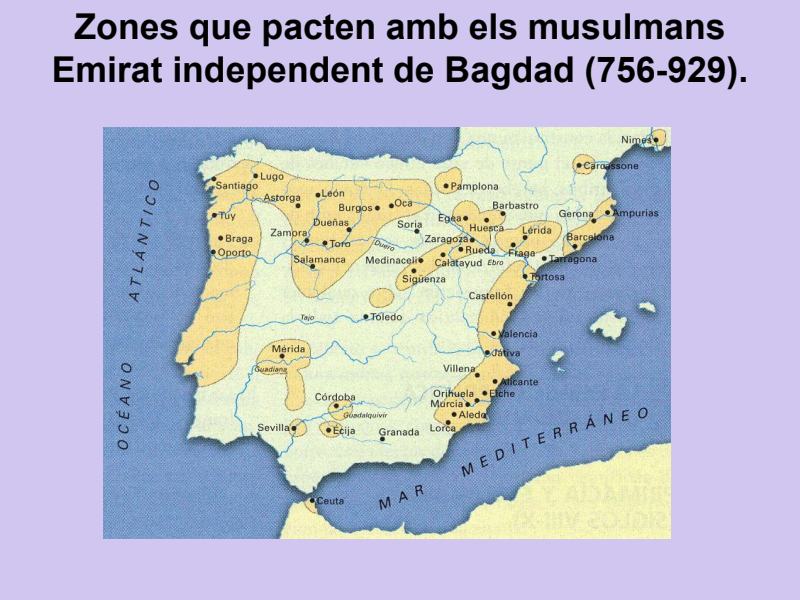 Zones que pacten amb els musulmans
Emirat independent de Bagdad (756-929).
Nimes
Carcassone
Lugo
Santiago
Pamplona
Astorga
León
Burgos
Oca
Barbastro
Tuy
Dueñas
Soria
Egea
Huesca
Gerona
Ampurias
Braga
Zamora
Toro
Duero
Zaragoza
Lérida
Barcelona
Oporto
Salamanca
Medinaceli
Rueda
Fraga
Calatayud
Ebro
Tarragona
Sigüenza
Tortosa
Castellón
Tajo
Toledo
Valencia
Mérida
Játiva
Guadiana
Villena
Alicante
Córdoba
Orihuela
Elche
Murcia
Guadalquivir
Aledo
Sevilla
Ecija
Granada
Lorca
Ceuta
OCÉANO ATLÁNTICO
MAR MEDITERRÁNEO